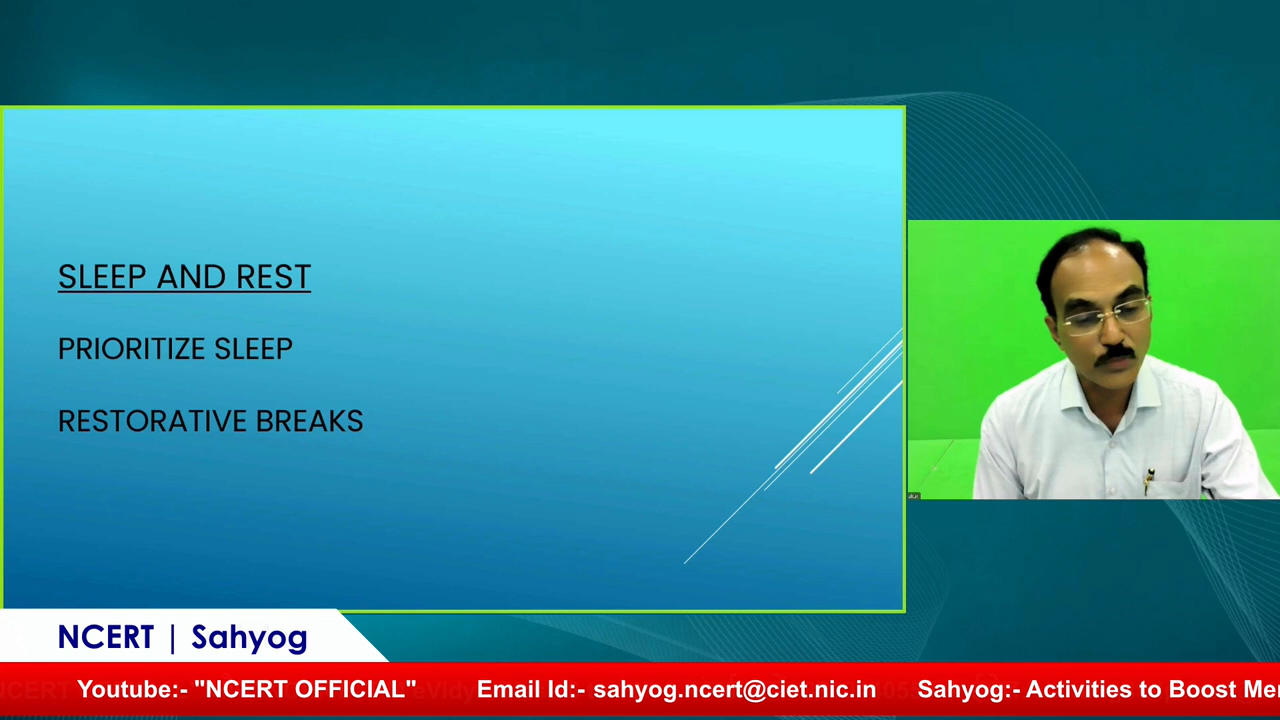 SLEEP AND REST
PRIORITIZE SLEEP
RESTORATIVE BREAKS
NCERT | Sahyog
Youtube:- "NCERT OFFICIAL" Email Id:- sahyog.ncert@ciet.nic.in Sahyog:- Activities to Boost